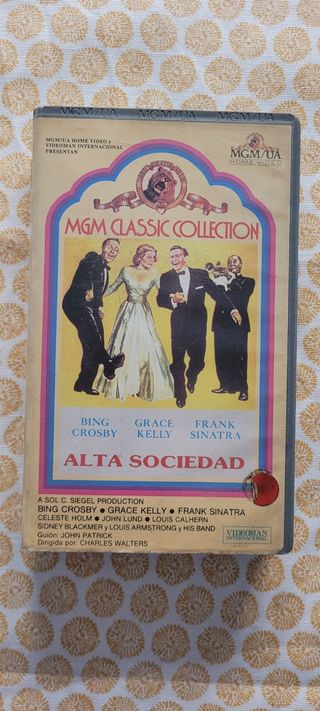 MGM/UA MGM/UA MGM/UA
MGM/UA HOME VIDEO y
VIDEOMAN INTERNACIONAL
PRESENTAN
MGM/UA
HOME VIDEO
MGM CLASSIC COLLECTION
BING CROSBY
GRACE KELLY
FRANK SINATRA
ALTA SOCIEDAD
A SOL C. SIEGEL PRODUCTION
BING CROSBY ● GRACE KELLY ● FRANK SINATRA
CELESTE HOLM ● JOHN LUND ● LOUIS CALHERN
SIDNEY BLACKMER y LOUIS ARMSTRONG y HIS BAND
Guión: JOHN PATRICK
Dirigida por: CHARLES WALTERS
VIDEOMAN
INTERNACIONAL